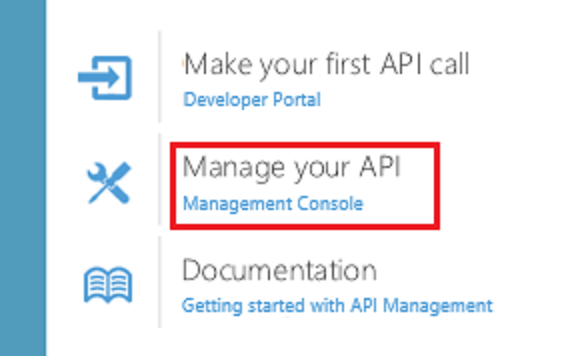 Make your first API call
Developer Portal
Manage your API
Management Console
Documentation
Getting started with API Management